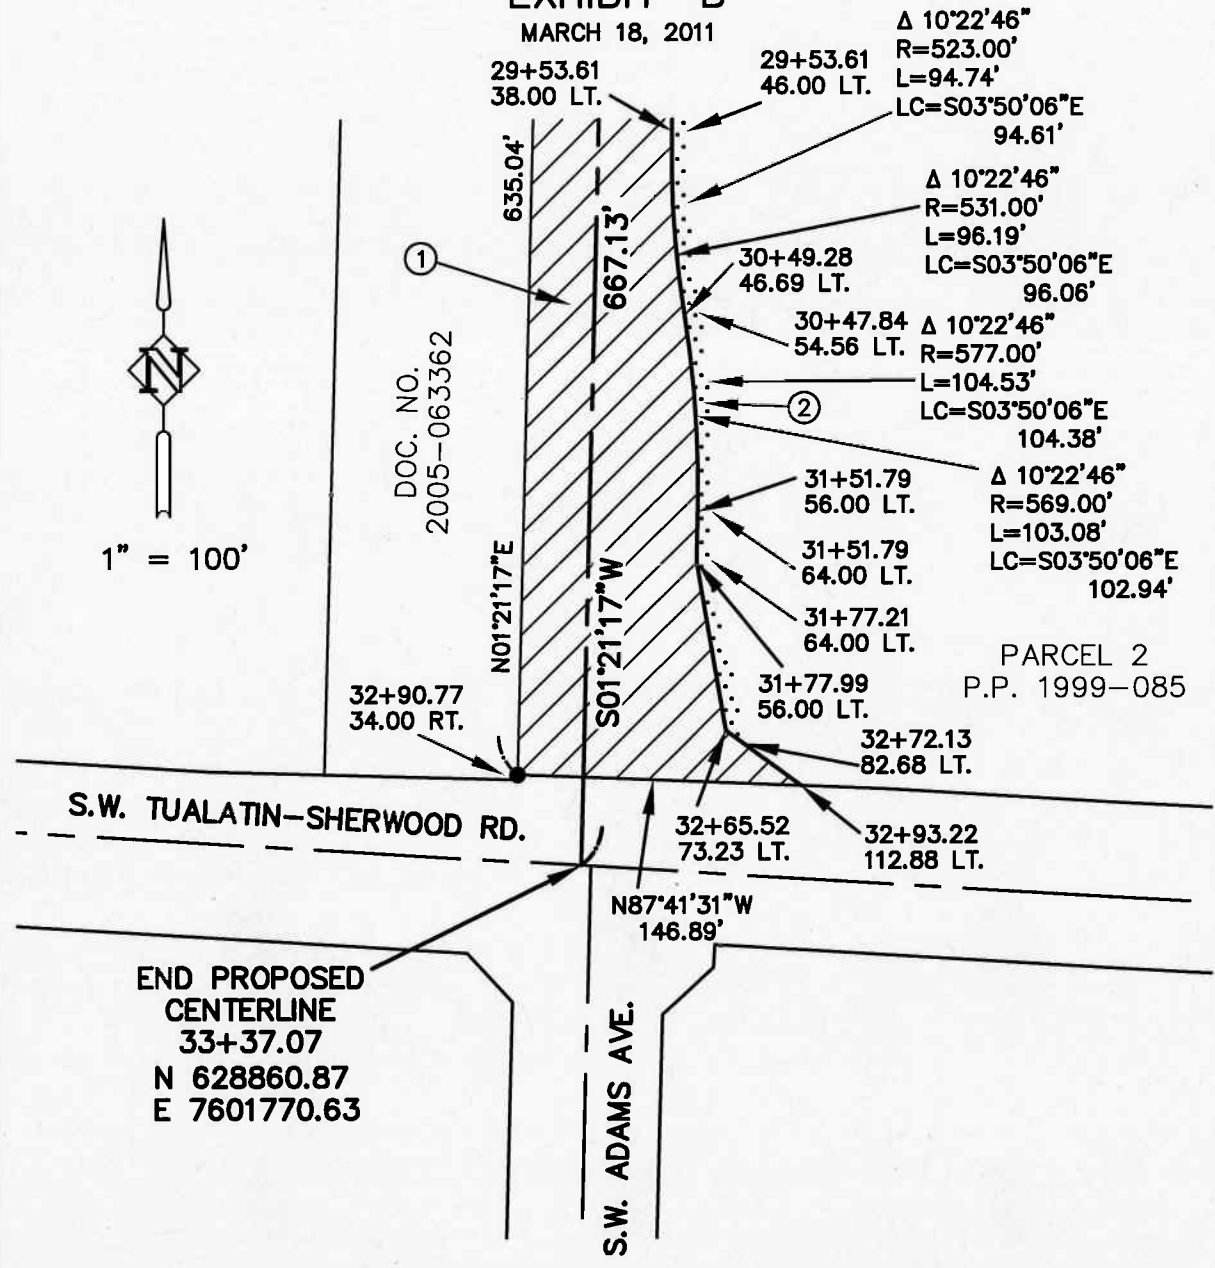 MARCH 18, 2011
29+53.61
38.00 LT.
29+53.61
46.00 LT.
Δ 10°22'46"
R=523.00'
L=94.74'
LC=S03°50'06"E
94.61'
Δ 10°22'46"
R=531.00'
L=96.19'
LC=S03°50'06"E
96.06'
635.04'
667.13'
1
30+49.28
46.69 LT.
30+47.84
54.56 LT.
Δ 10°22'46"
R=577.00'
L=104.53'
LC=S03°50'06"E
104.38'
2
N
DOC. NO.
2005-063362
1" = 100'
Δ 10°22'46"
R=569.00'
L=103.08'
LC=S03°50'06"E
102.94'
31+51.79
56.00 LT.
31+51.79
64.00 LT.
31+77.21
64.00 LT.
N01°21'17"E
S01°21'17"W
PARCEL 2
P.P. 1999-085
31+77.99
56.00 LT.
32+90.77
34.00 RT.
32+72.13
82.68 LT.
S.W. TUALATIN-SHERWOOD RD.
32+65.52
73.23 LT.
32+93.22
112.88 LT.
N87°41'31"W
146.89'
END PROPOSED
CENTERLINE
33+37.07
N 628860.87
E 7601770.63
S.W. ADAMS AVE.